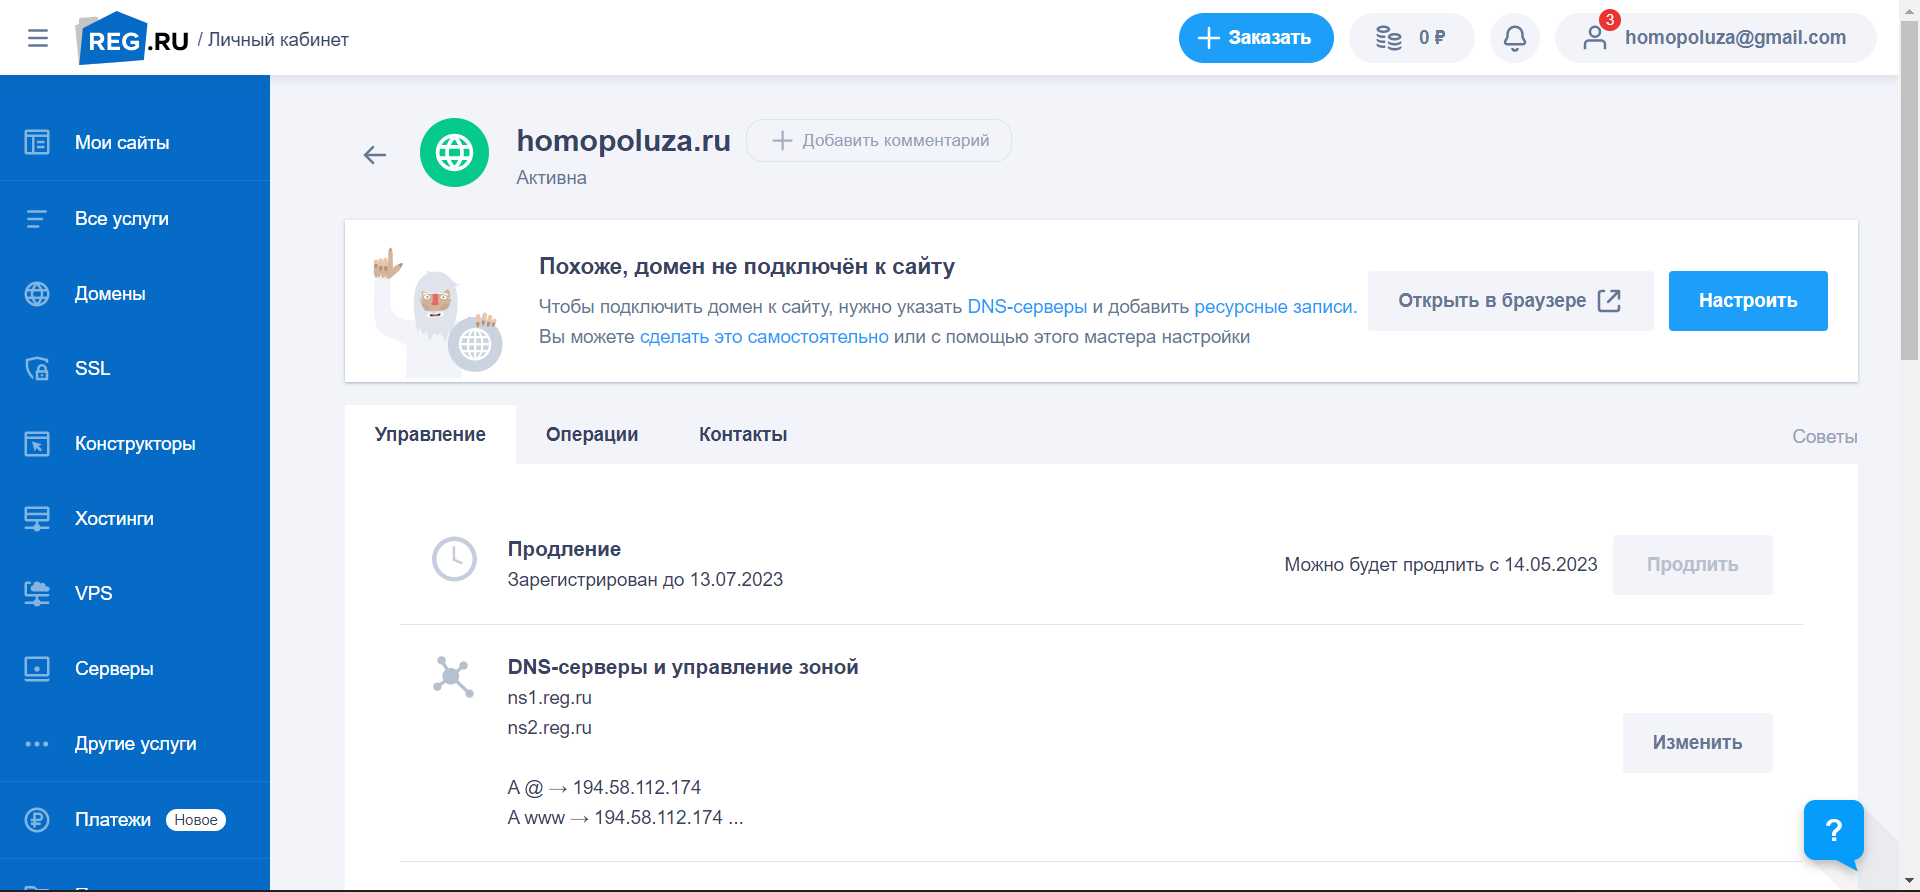 REG.RU / Личный кабинет
Заказать
0 ₽
3
homopoluza@gmail.com
Мои сайты
Все услуги
Домены
SSL
Конструкторы
Хостинги
VPS
Серверы
Другие услуги
Платежи Новое
homopoluza.ru
Добавить комментарий
Активна
Похоже, домен не подключён к сайту
Чтобы подключить домен к сайту, нужно указать DNS-серверы и добавить ресурсные записи.
Вы можете сделать это самостоятельно или с помощью этого мастера настройки
Открыть в браузере
Настроить
Управление
Операции
Контакты
Советы
Продление
Зарегистрирован до 13.07.2023
Можно будет продлить с 14.05.2023
Продлить
DNS-серверы и управление зоной
ns1.reg.ru
ns2.reg.ru
A @ → 194.58.112.174
A www → 194.58.112.174 ...
Изменить
?